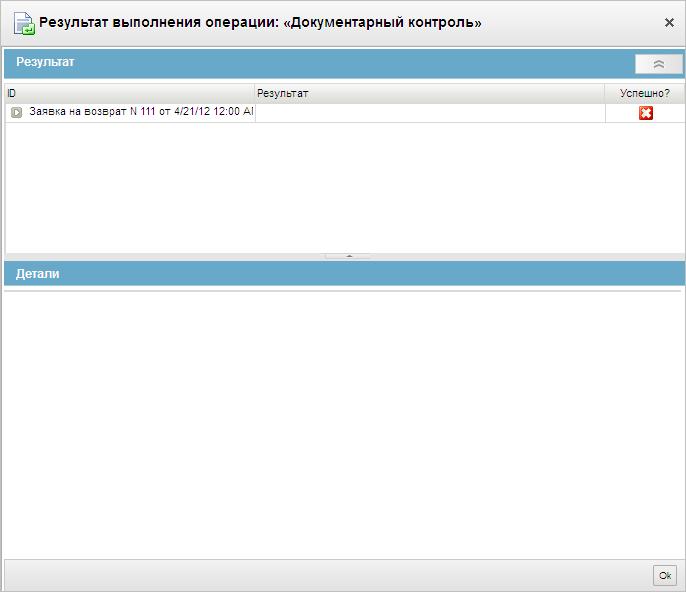 Результат выполнения операции: «Документарный контроль»
Результат
ID Результат Успешно?
Заявка на возврат N 111 от 4/21/12 12:00 AM
Детали
Ok